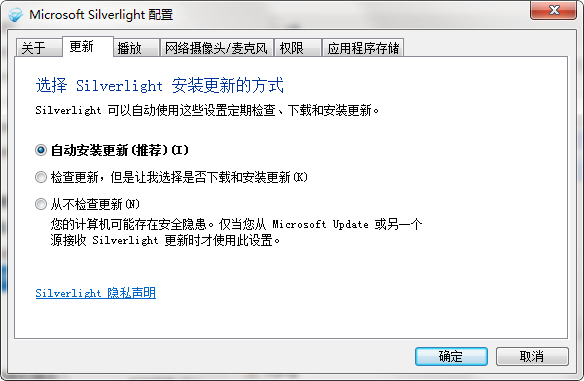 Microsoft Silverlight 配置
关于 更新 播放 网络摄像头/麦克风 权限 应用程序存储
选择 Silverlight 安装更新的方式
Silverlight 可以自动使用这些设置定期检查、下载和安装更新。
自动安装更新(推荐)(I)
检查更新,但是让我选择是否下载和安装更新(K)
从不检查更新(N)
您的计算机可能存在安全隐患。仅当您从 Microsoft Update 或另一个
源接收 Silverlight 更新时才使用此设置。
Silverlight 隐私声明
确定 取消